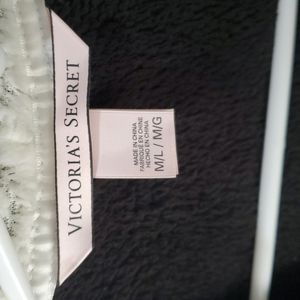 VICTORIA'S SECRET
MADE IN CHINA
FABRIQUÉ EN CHINE
HECHO EN CHINA
M/L / M/G